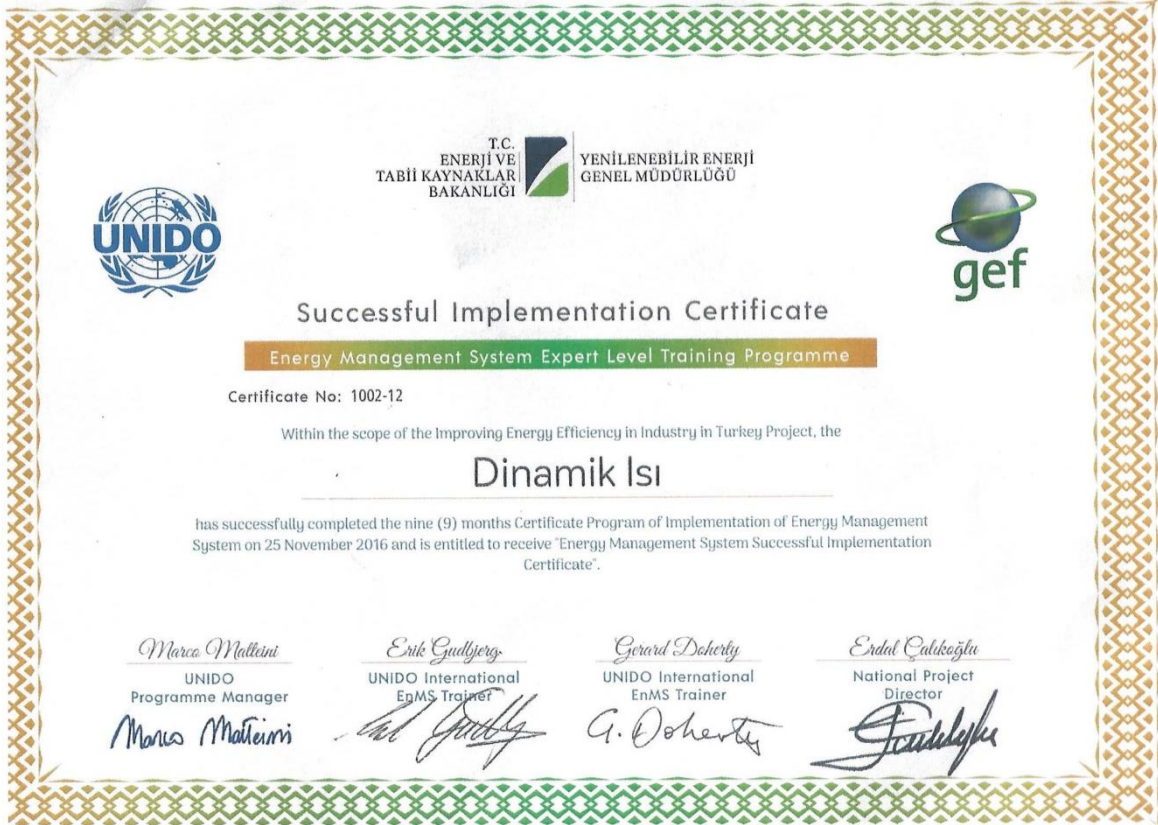 T.C.
ENERJİ VE
TABİİ KAYNAKLAR
BAKANLIĞI
YENİLENEBİLİR ENERJİ
GENEL MÜDÜRLÜĞÜ
UNIDO
gef
Successful Implementation Certificate
Energy Management System Expert Level Training Programme
Certificate No: 1002-12
Within the scope of the Improving Energy Efficiency in Industry in Turkey Project, the
Dinamik Isı
has successfully completed the nine (9) months Certificate Program of Implementation of Energy Management
System on 25 November 2016 and is entitled to receive "Energy Management System Successful Implementation
Certificate".
Marco Matteini
UNIDO
Programme Manager
Marco Matteini
Erik Gudbjerg
UNIDO International
EnMS Trainer
Gerard Doherty
UNIDO International
EnMS Trainer
G. Doherty
Erdal Çalıkoğlu
National Project
Director